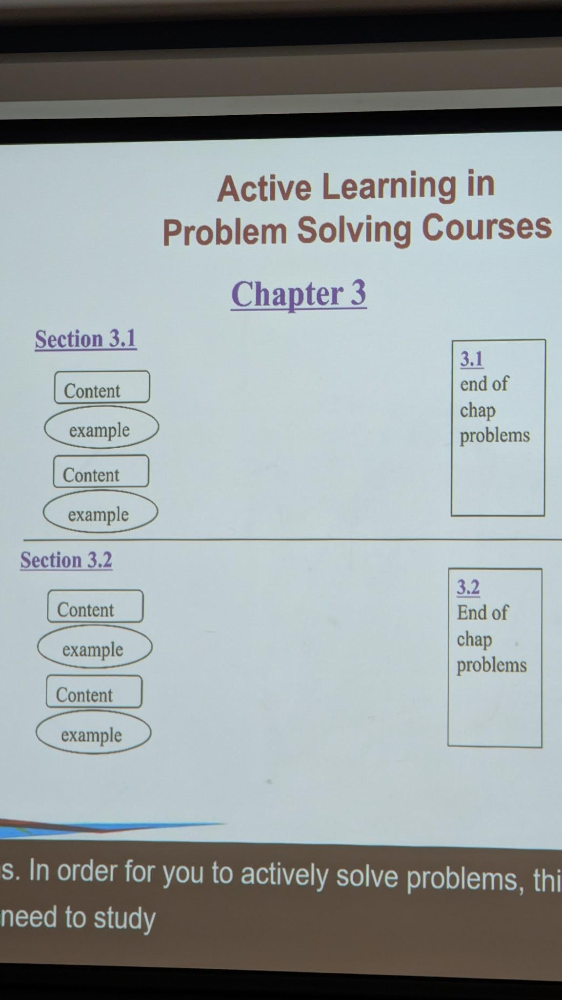 Active Learning in
Problem Solving Courses
Chapter 3
Section 3.1
Content
example
Content
example
3.1
end of
chap
problems
Section 3.2
Content
example
Content
example
3.2
End of
chap
problems
s. In order for you to actively solve problems,
need to study